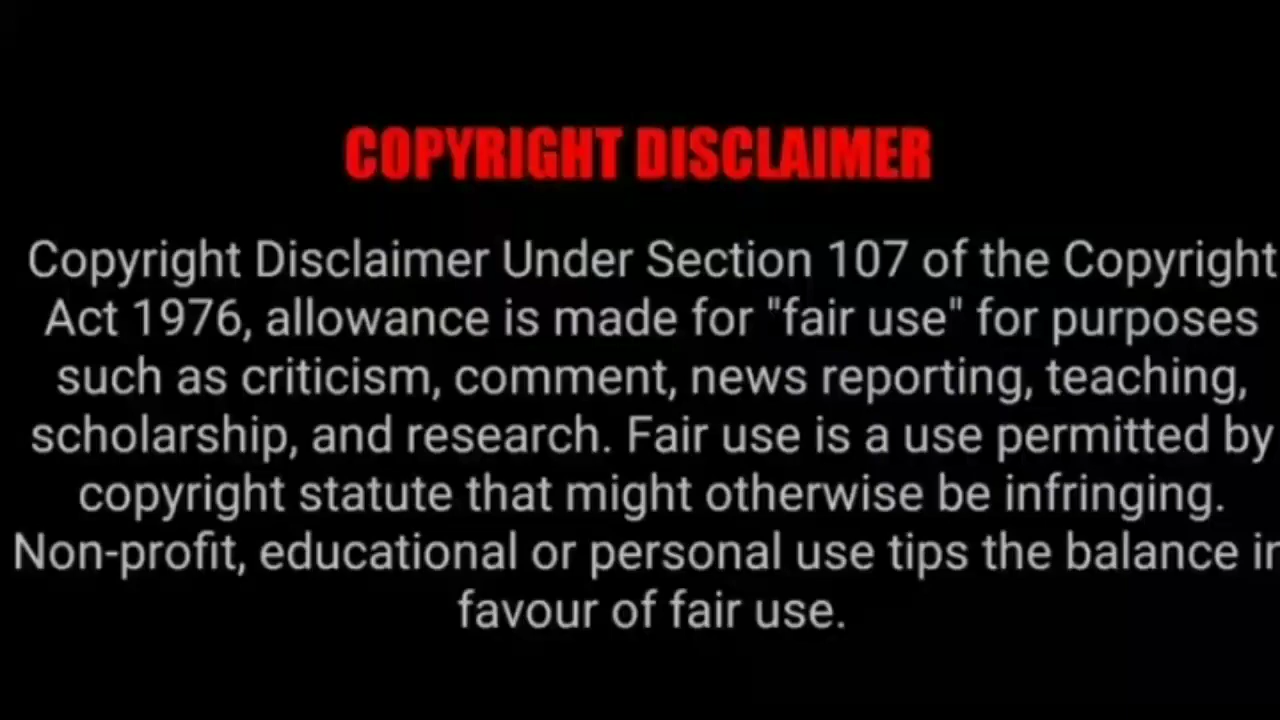 COPYRIGHT DISCLAIMER
Copyright Disclaimer Under Section 107 of the Copyright
Act 1976, allowance is made for "fair use" for purposes
such as criticism, comment, news reporting, teaching,
scholarship, and research. Fair use is a use permitted by
copyright statute that might otherwise be infringing.
Non-profit, educational or personal use tips the balance in
favour of fair use.